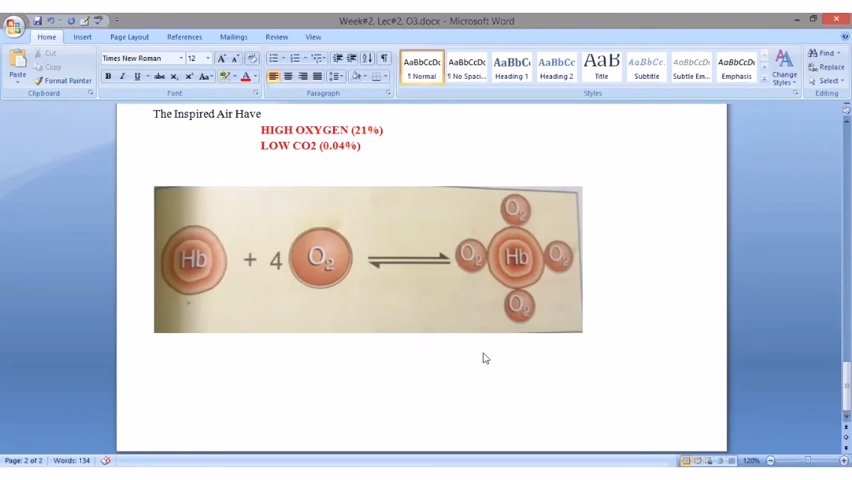 Week#2, Lec#2, O3.docx - Microsoft Word
Home Insert Page Layout References Mailings Review View
Paste
Cut
Copy
Format Painter
Clipboard
Times New Roman 12
Font
Paragraph
AaBbCcDc AaBbCcDc AaBbC AaBbCc AaB AaBbCc. AaBbCcDc AaBbCcDc
¶ Normal ¶ No Spaci... Heading 1 Heading 2 Title Subtitle Subtle Em... Emphasis
Change Styles
Styles
Find
Replace
Select
Editing
The Inspired Air Have
HIGH OXYGEN (21%)
LOW CO2 (0.04%)
O₂
Hb + 4 O₂ ⇌ O₂ Hb O₂
O₂
Page: 2 of 2 Words: 134 120%